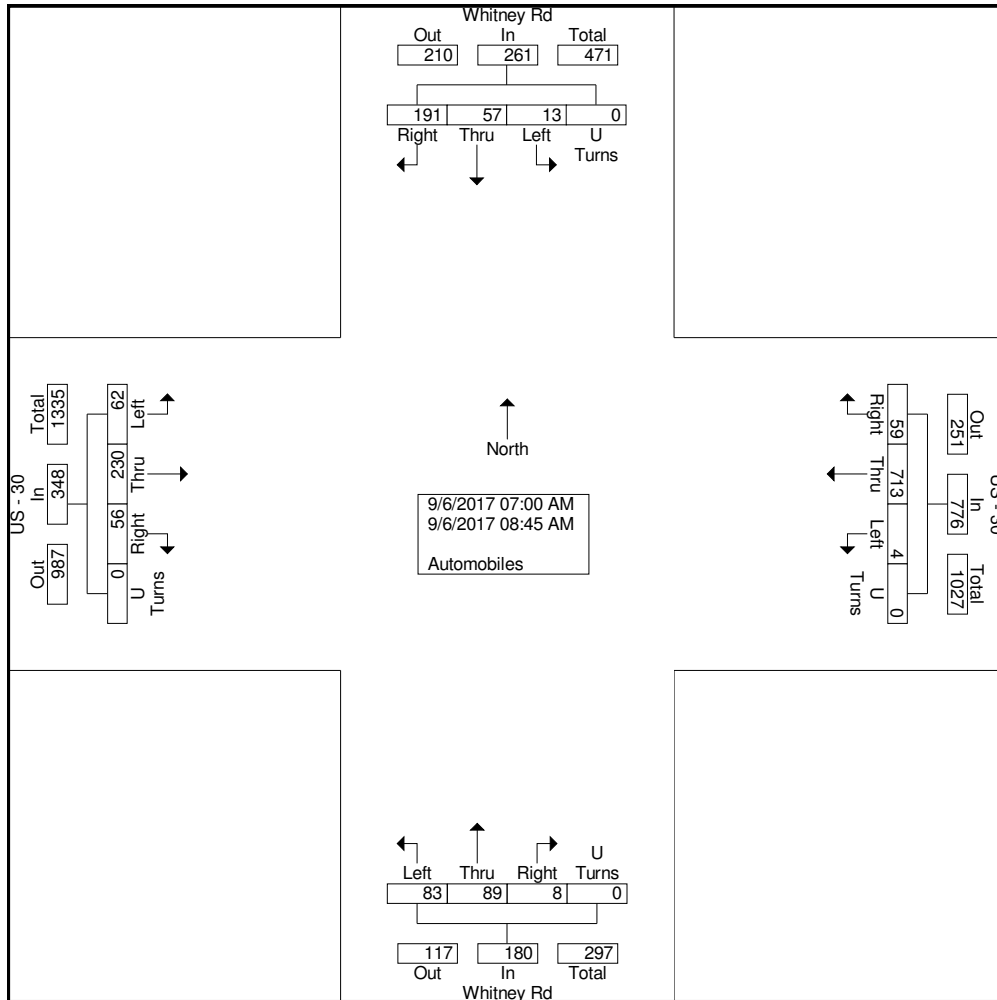 Whitney Rd
Out In Total
210 261 471
191 57 13 0
Right Thru Left U Turns
US - 30
Total In Out
1335 348 987
62 230 56 0
Left Thru Right U Turns
North
9/6/2017 07:00 AM
9/6/2017 08:45 AM
Automobiles
Right Thru Left U Turns
59 713 4 0
Out In Total
251 776 1027
US - 30
Left Thru Right U Turns
83 89 8 0
117 180 297
Out In Total
Whitney Rd